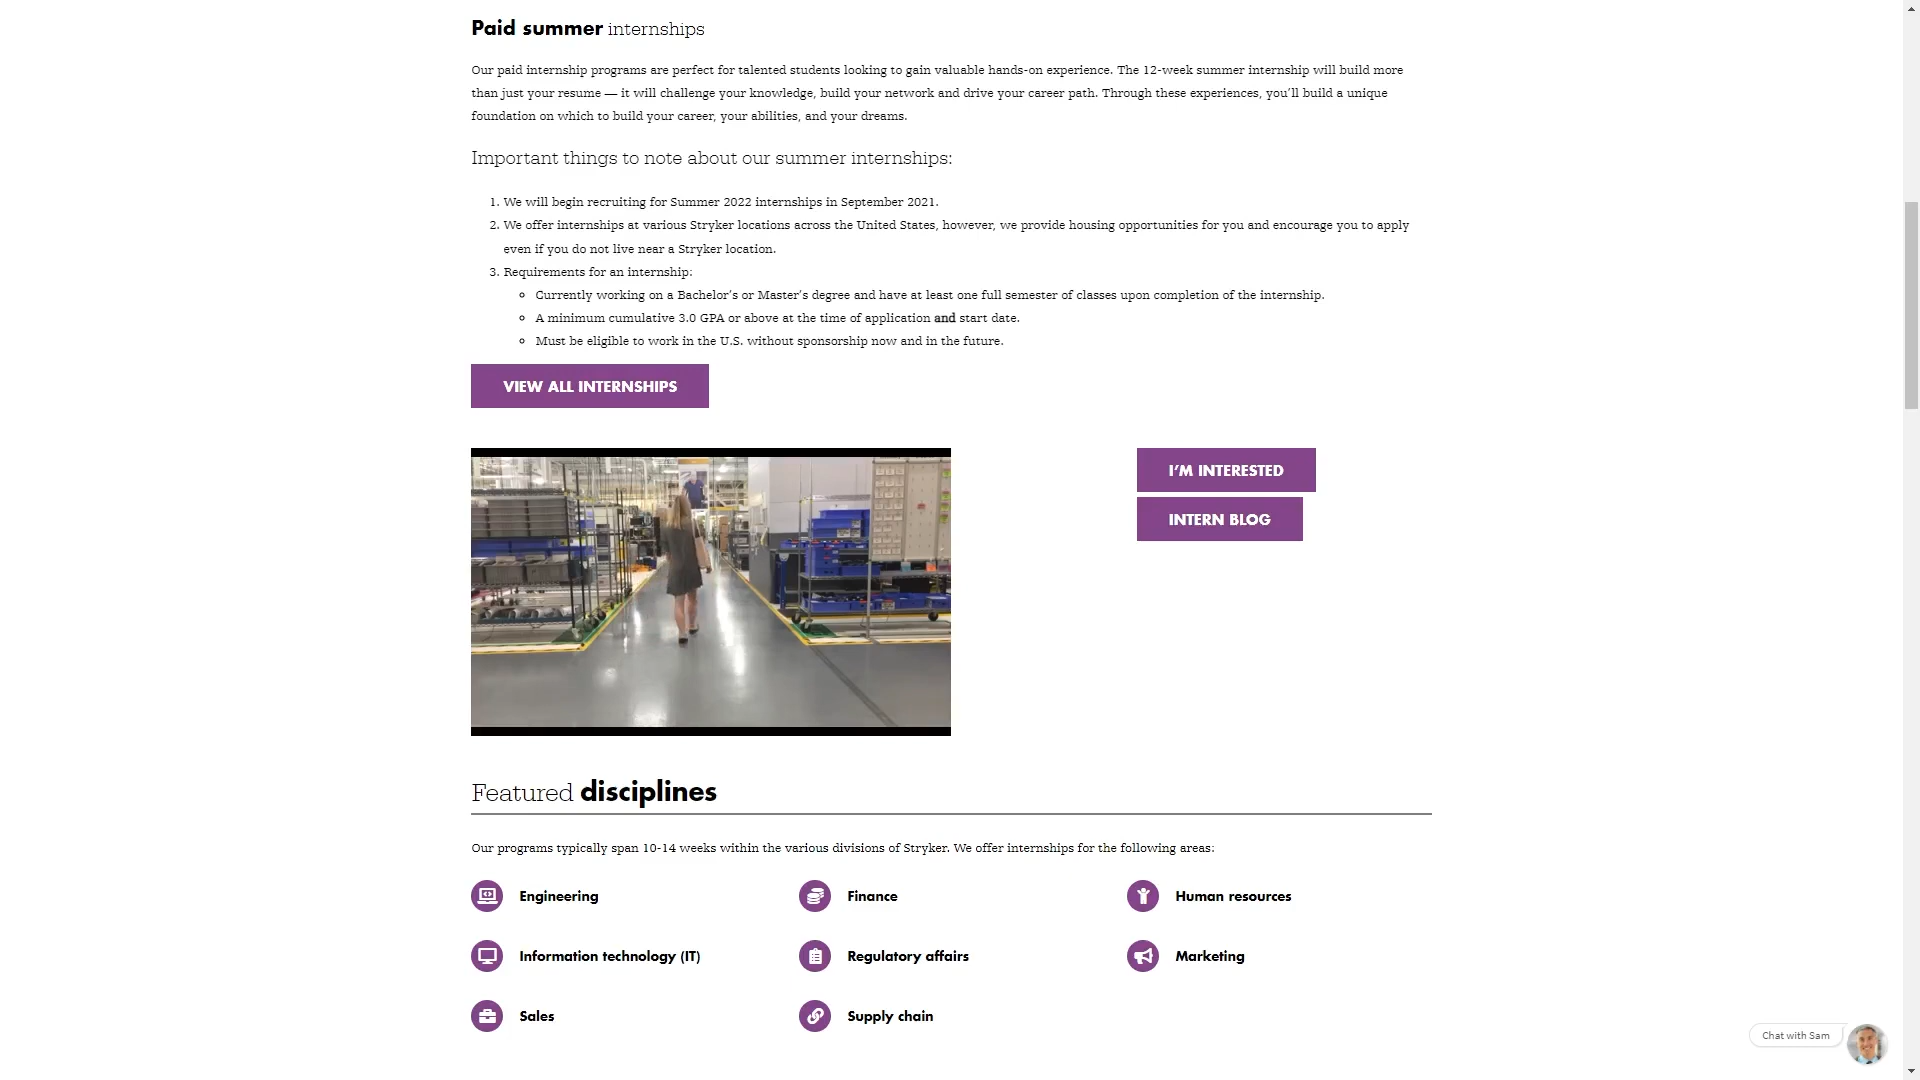 Paid summer internships
Our paid internship programs are perfect for talented students looking to gain valuable hands-on experience. The 12-week summer internship will build more
than just your resume — it will challenge your knowledge, build your network and drive your career path. Through these experiences, you’ll build a unique
foundation on which to build your career, your abilities, and your dreams.
Important things to note about our summer internships:
1. We will begin recruiting for Summer 2022 internships in September 2021.
2. We offer internships at various Stryker locations across the United States, however, we provide housing opportunities for you and encourage you to apply
even if you do not live near a Stryker location.
3. Requirements for an internship:
Currently working on a Bachelor’s or Master’s degree and have at least one full semester of classes upon completion of the internship.
A minimum cumulative 3.0 GPA or above at the time of application and start date.
Must be eligible to work in the U.S. without sponsorship now and in the future.
VIEW ALL INTERNSHIPS
I’M INTERESTED
INTERN BLOG
Featured disciplines
Our programs typically span 10-14 weeks within the various divisions of Stryker. We offer internships for the following areas:
Engineering
Finance
Human resources
Information technology (IT)
Regulatory affairs
Marketing
Sales
Supply chain
Chat with Sam